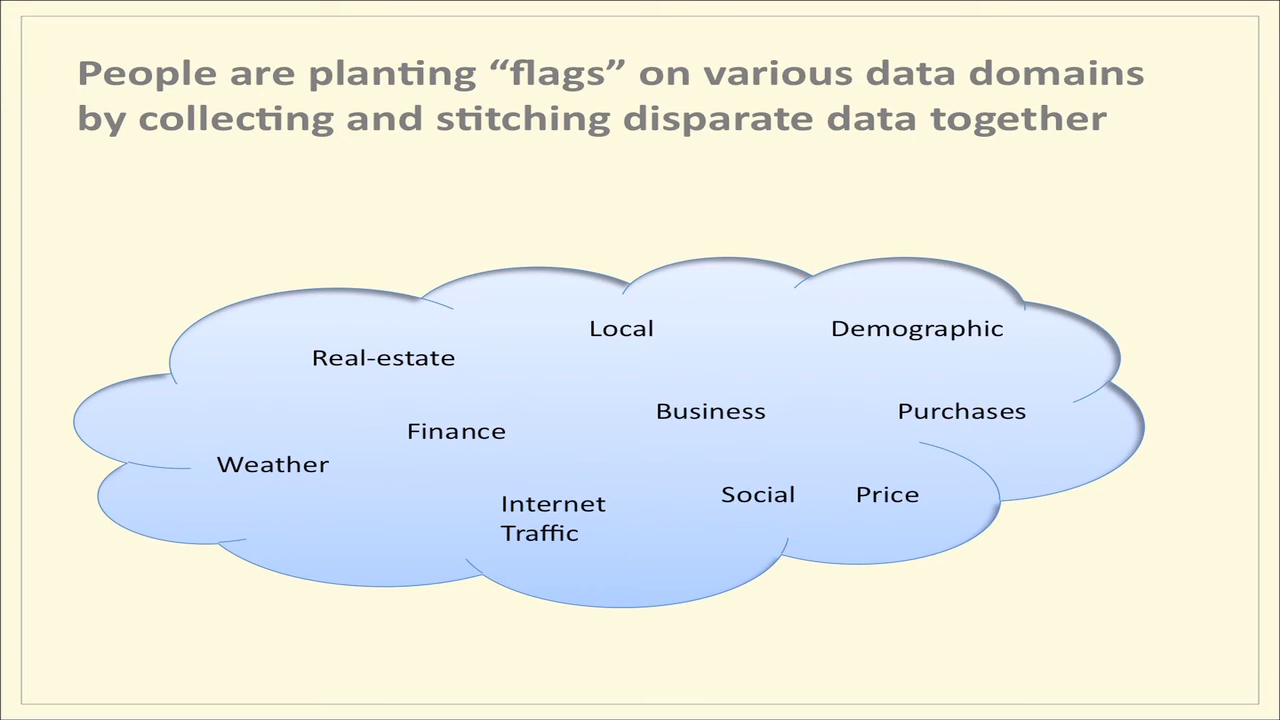 People are planting “flags” on various data domains
by collecting and stitching disparate data together
Local
Demographic
Real-estate
Business
Purchases
Finance
Weather
Social
Price
Internet
Traffic